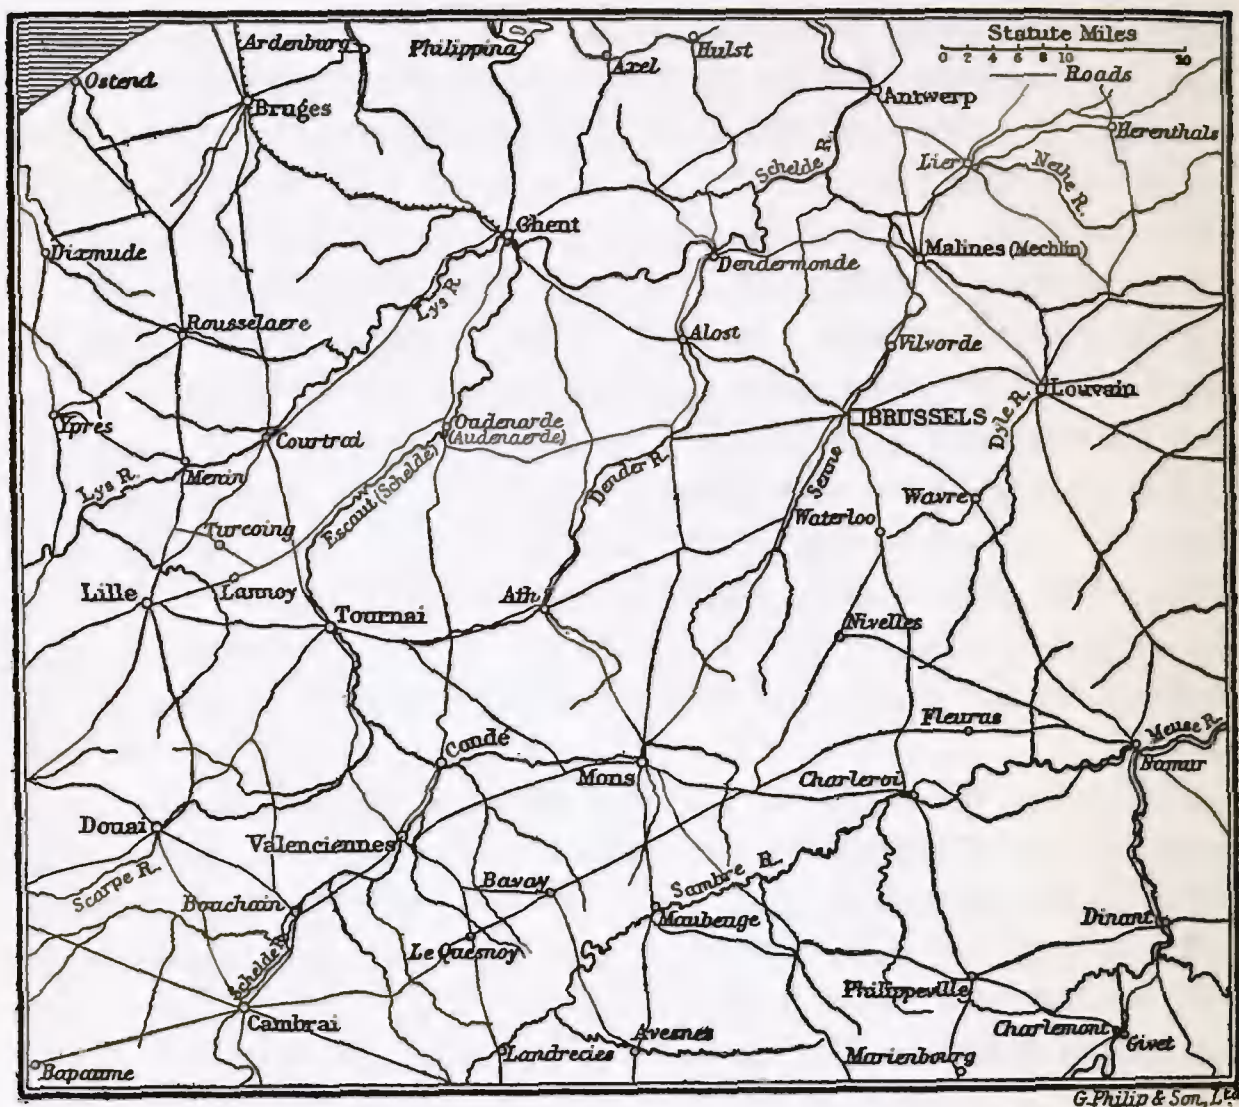 Ardenburg
Philippina
Axel
Hulst
Statute Miles
0 2 4 6 8 10 20
Roads
Ostend
Bruges
Antwerp
Herenthals
Lier
Nethe R.
Schelde R.
Ghent
Dixmude
Dendermonde
Malines (Mechlin)
Lys R.
Rousselaere
Alost
Vilvorde
Ypres
Courtrai
Oudenarde
(Audenaerde)
BRUSSELS
Louvain
Dyle R.
Menin
Lys R.
Escaut (Schelde)
Dender R.
Senne
Wavre
Waterloo
Turcoing
Lannoy
Lille
Tournai
Ath
Nivelles
Fleurus
Meuse R.
Namur
Condé
Mons
Charleroi
Douai
Valenciennes
Scarpe R.
Bavay
Sambre R.
Bouchain
Maubeuge
Dinant
Schelde R.
Le Quesnoy
Philippeville
Cambrai
Charlemont
Givet
Landrecies
Avesnes
Marienbourg
Bapaume
G. Philip & Son, Ltd.